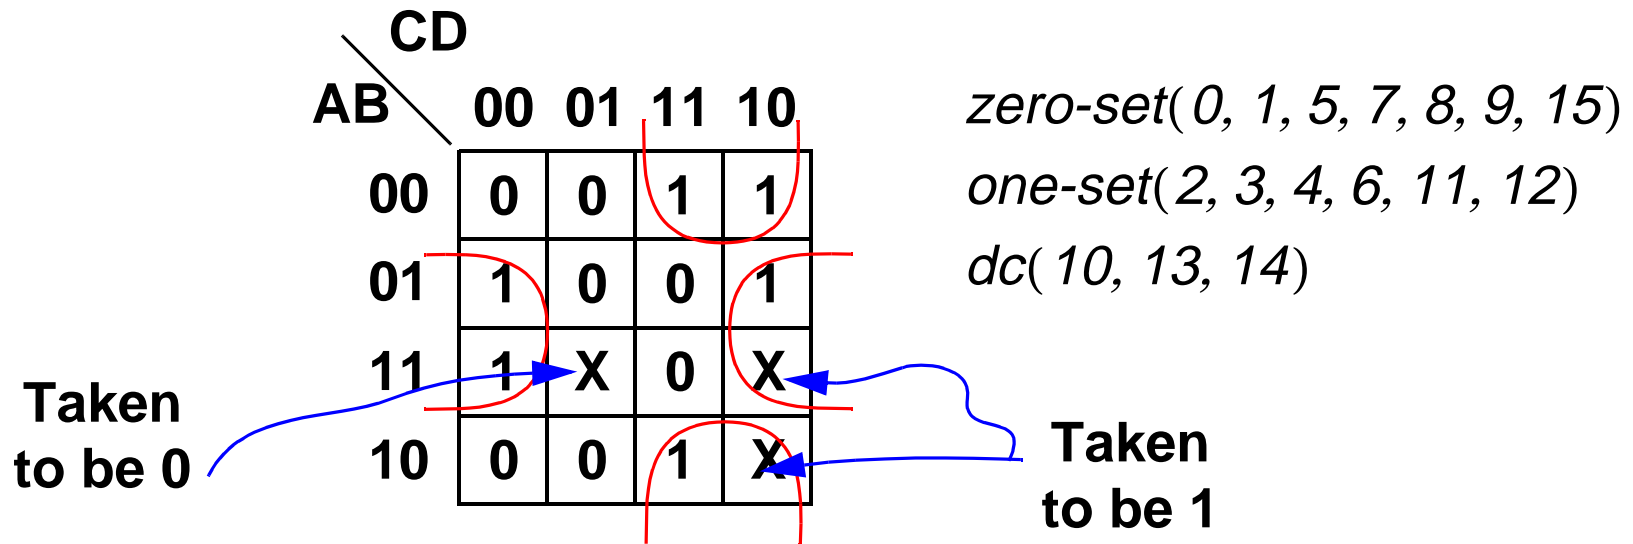 CD
AB
00 01 11 10
00 0 0 1 1
01 1 0 0 1
11 1 X 0 X
10 0 0 1 X
zero-set(0, 1, 5, 7, 8, 9, 15)
one-set(2, 3, 4, 6, 11, 12)
dc(10, 13, 14)
Taken
to be 0
Taken
to be 1